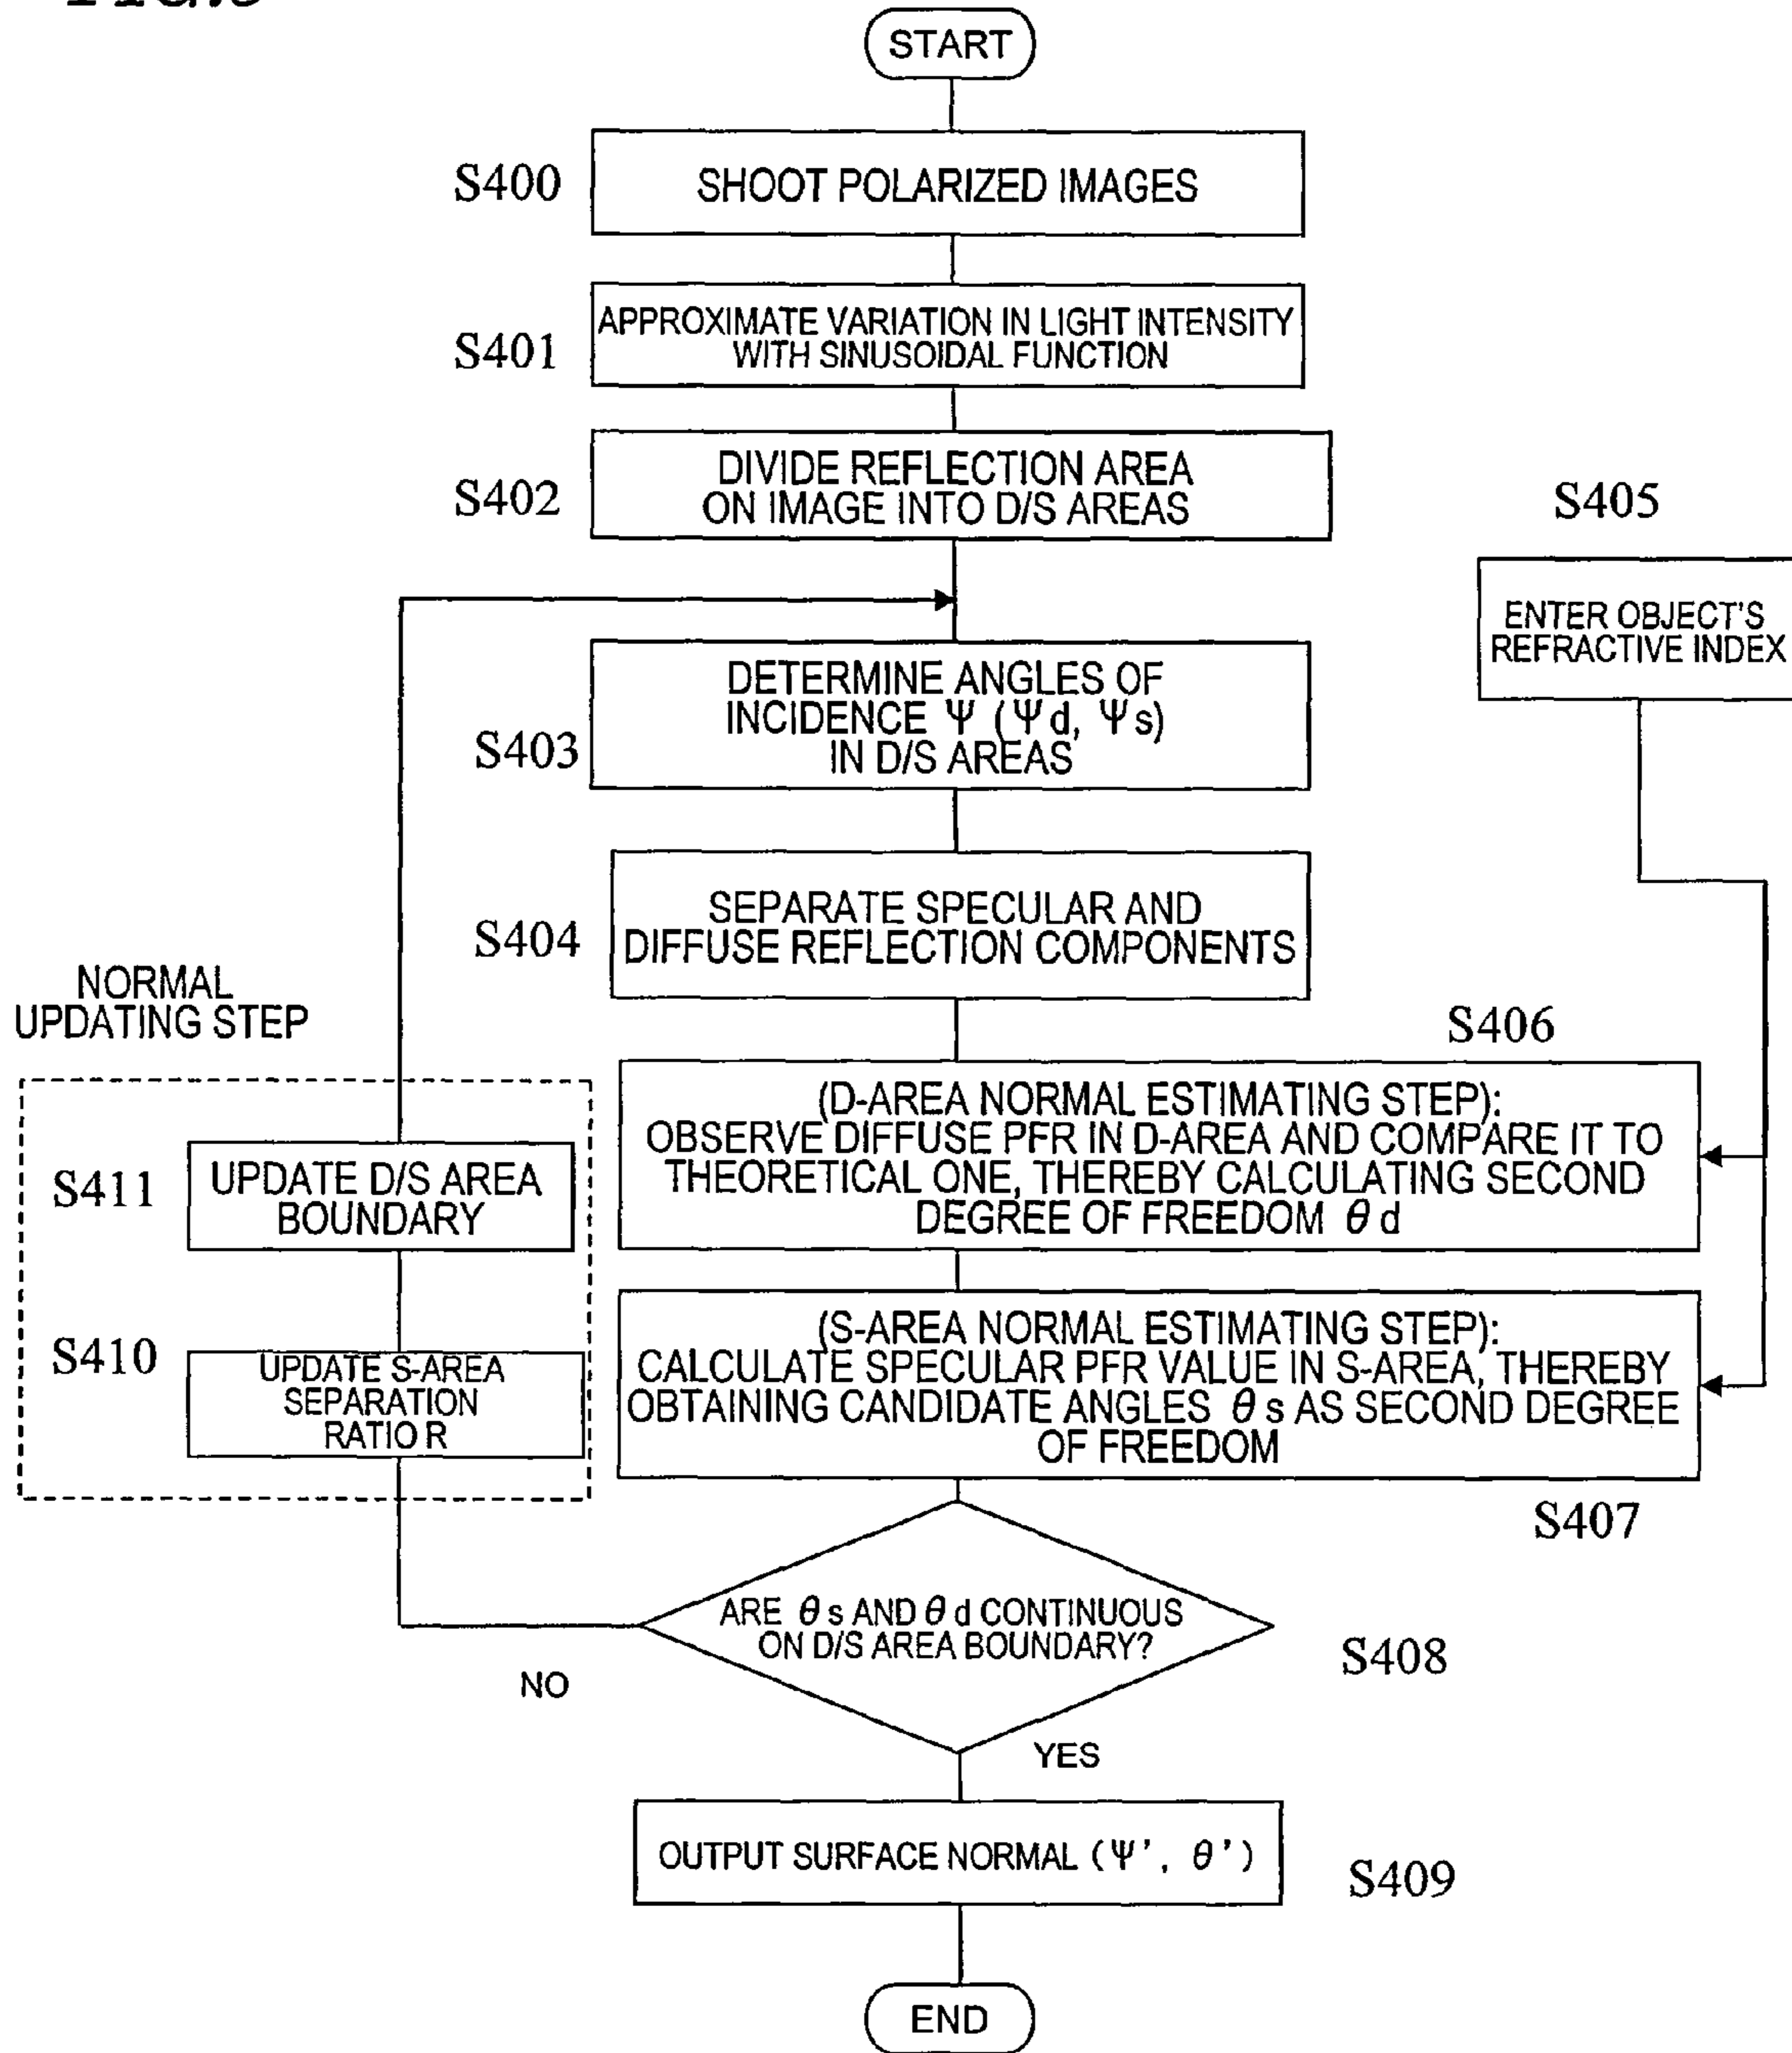 START
S400
SHOOT POLARIZED IMAGES
S401
APPROXIMATE VARIATION IN LIGHT INTENSITY
WITH SINUSOIDAL FUNCTION
S402
DIVIDE REFLECTION AREA
ON IMAGE INTO D/S AREAS
S405
ENTER OBJECT'S
REFRACTIVE INDEX
S403
DETERMINE ANGLES OF
INCIDENCE Ψ (Ψd, Ψs)
IN D/S AREAS
S404
SEPARATE SPECULAR AND
DIFFUSE REFLECTION COMPONENTS
NORMAL
UPDATING STEP
S406
(D-AREA NORMAL ESTIMATING STEP):
OBSERVE DIFFUSE PFR IN D-AREA AND COMPARE IT TO
THEORETICAL ONE, THEREBY CALCULATING SECOND
DEGREE OF FREEDOM θd
S411
UPDATE D/S AREA
BOUNDARY
S410
UPDATE S-AREA
SEPARATION
RATIO R
(S-AREA NORMAL ESTIMATING STEP):
CALCULATE SPECULAR PFR VALUE IN S-AREA, THEREBY
OBTAINING CANDIDATE ANGLES θs AS SECOND DEGREE
OF FREEDOM
S407
ARE θs AND θd CONTINUOUS
ON D/S AREA BOUNDARY?
S408
NO
YES
OUTPUT SURFACE NORMAL (Ψ', θ')
S409
END